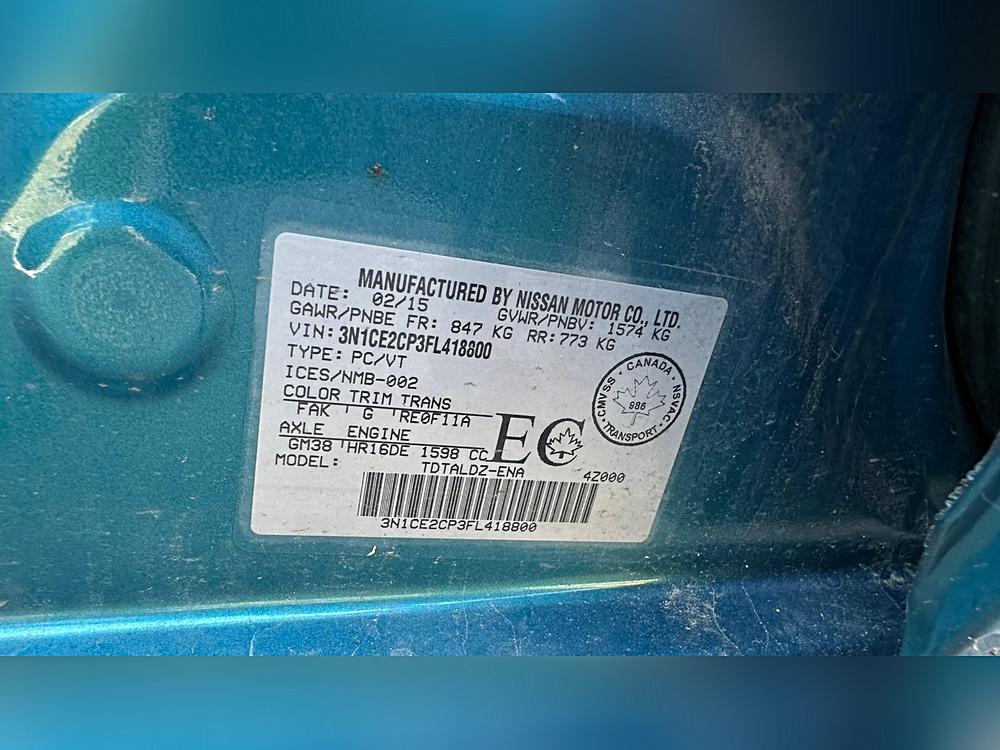 MANUFACTURED BY NISSAN MOTOR CO., LTD.
DATE: 02/15 GVWR/PNBV: 1574 KG
GAWR/PNBE FR: 847 KG RR: 773 KG
VIN: 3N1CE2CP3FL418800
TYPE: PC/VT
ICES/NMB-002
COLOR TRIM TRANS
FAK G RE0F11A
AXLE ENGINE
GM38 HR16DE 1598 CC
MODEL: TDTALDZ-ENA 4Z000
3N1CE2CP3FL418800
EC
CANADA
CMVSS NSVAC
986
TRANSPORT